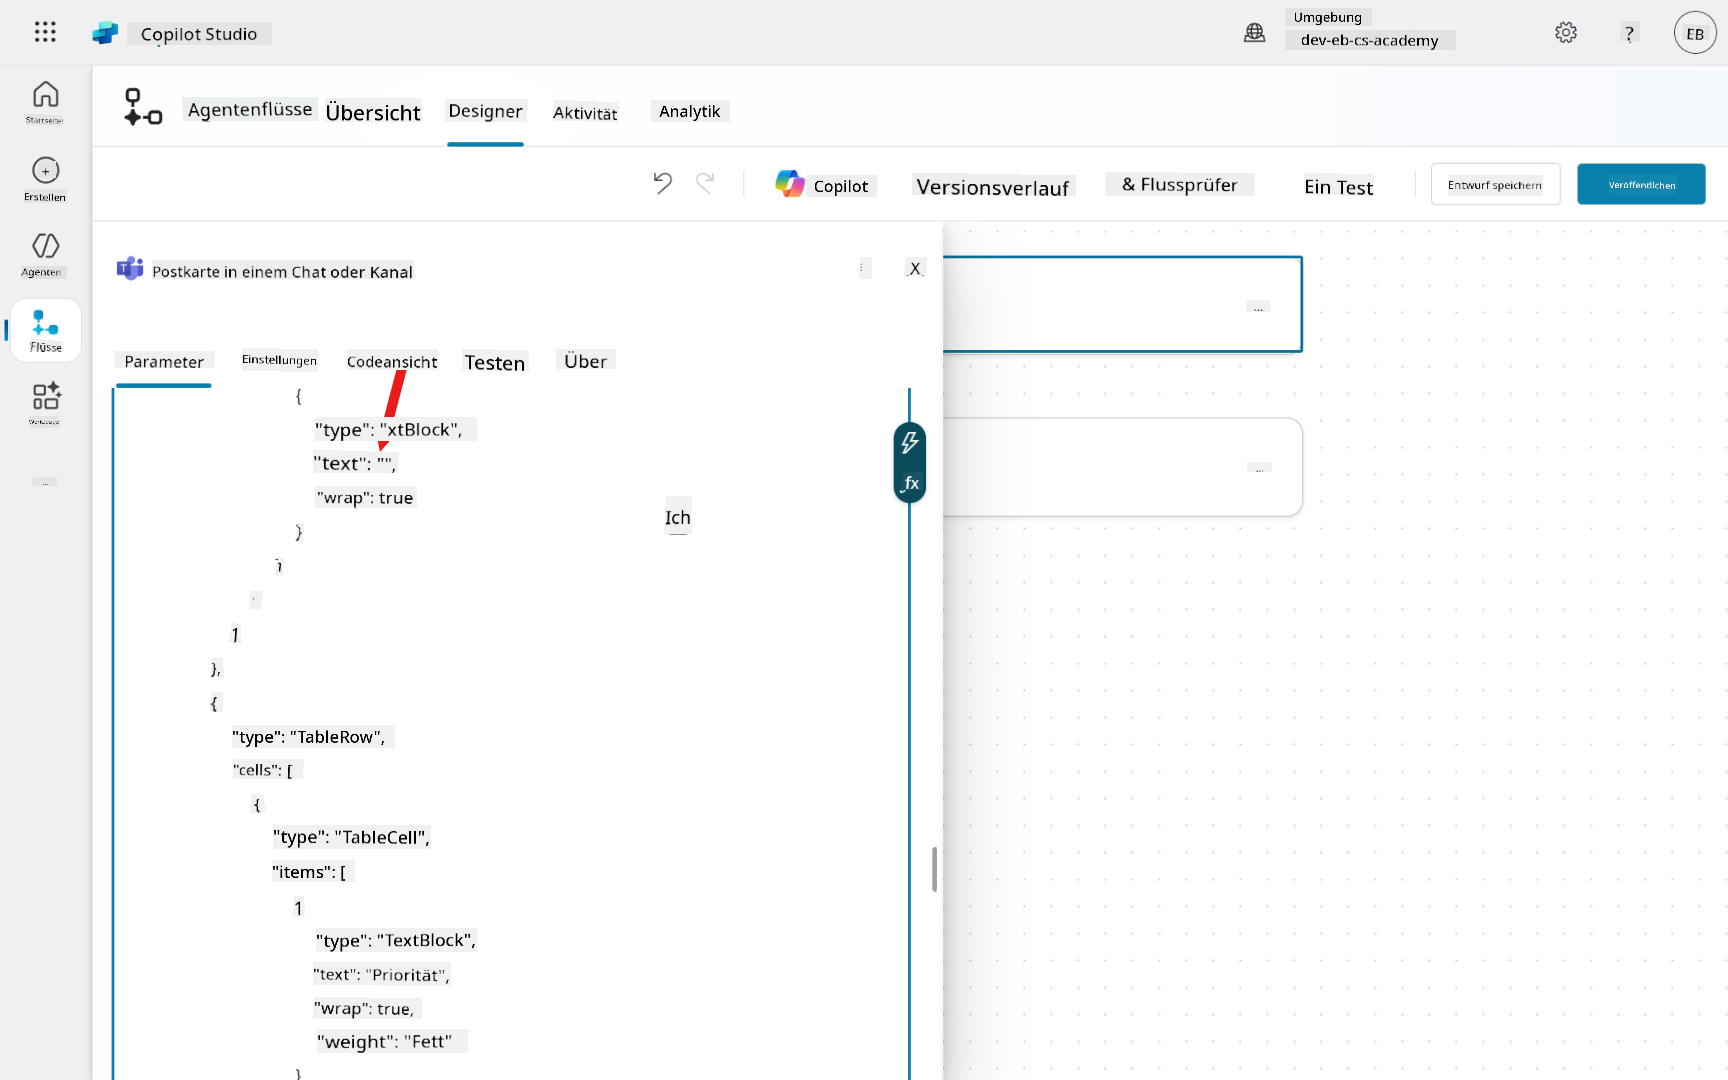 Copilot Studio
Umgebung
dev-eb-cs-academy
?
EB
Startseite
Erstellen
Agenten
Flüsse
...
Agentenflüsse
Übersicht
Designer
Aktivität
Analytik
Copilot
Versionsverlauf
& Flussprüfer
Ein Test
Entwurf speichern
Veröffentlichen
Postkarte in einem Chat oder Kanal
X
Parameter
Einstellungen
Codeansicht
Testen
Über
...
...
fx
{
"type": "xtBlock",
"text": "",
"wrap": true
}
Ich
1
},
{
"type": "TableRow",
"cells": [
{
"type": "TableCell",
"items": [
1
"type": "TextBlock",
"text": "Priorität",
"wrap": true,
"weight": "Fett"
}